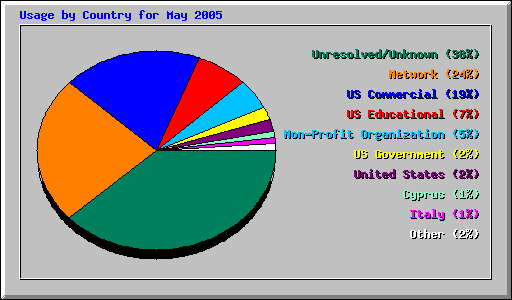 Usage by Country for May 2005
Unresolved/Unknown (38%)
Network (24%)
US Commercial (19%)
US Educational (7%)
Non-Profit Organization (5%)
US Government (2%)
United States (2%)
Cyprus (1%)
Italy (1%)
Other (2%)